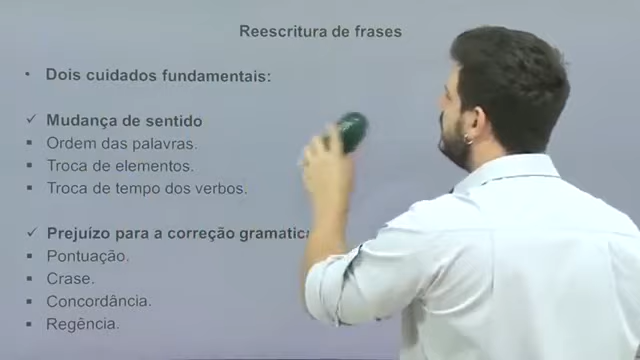 Reescritura de frases
• Dois cuidados fundamentais:
✓ Mudança de sentido
▪ Ordem das palavras.
▪ Troca de elementos.
▪ Troca de tempo dos verbos.
✓ Prejuízo para a correção gramatica
▪ Pontuação.
▪ Crase.
▪ Concordância.
▪ Regência.